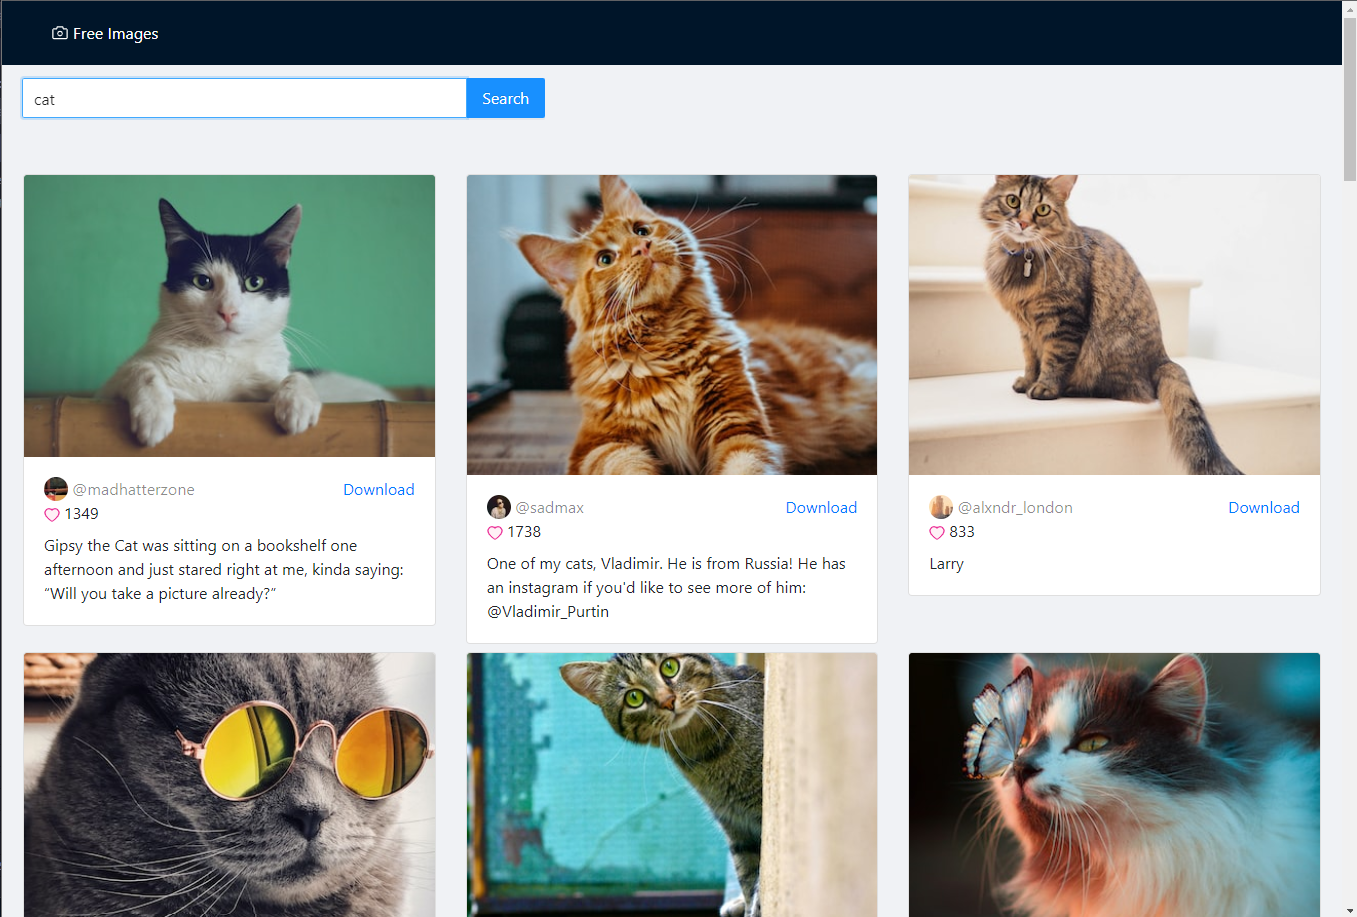 Free Images
cat
Search
@madhatterzone
Download
1349
Gipsy the Cat was sitting on a bookshelf one
afternoon and just stared right at me, kinda saying:
“Will you take a picture already?”
@sadmax
Download
1738
One of my cats, Vladimir. He is from Russia! He has
an instagram if you'd like to see more of him:
@Vladimir_Purtin
@alxndr_london
Download
833
Larry